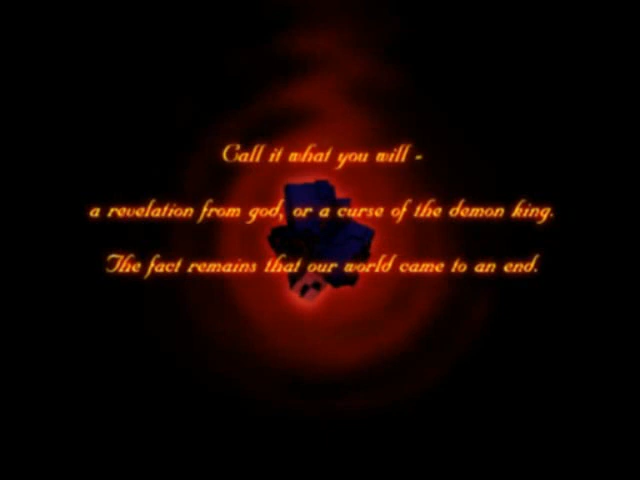 Call it what you will -
a revelation from god, or a curse of the demon king.
The fact remains that our world came to an end.